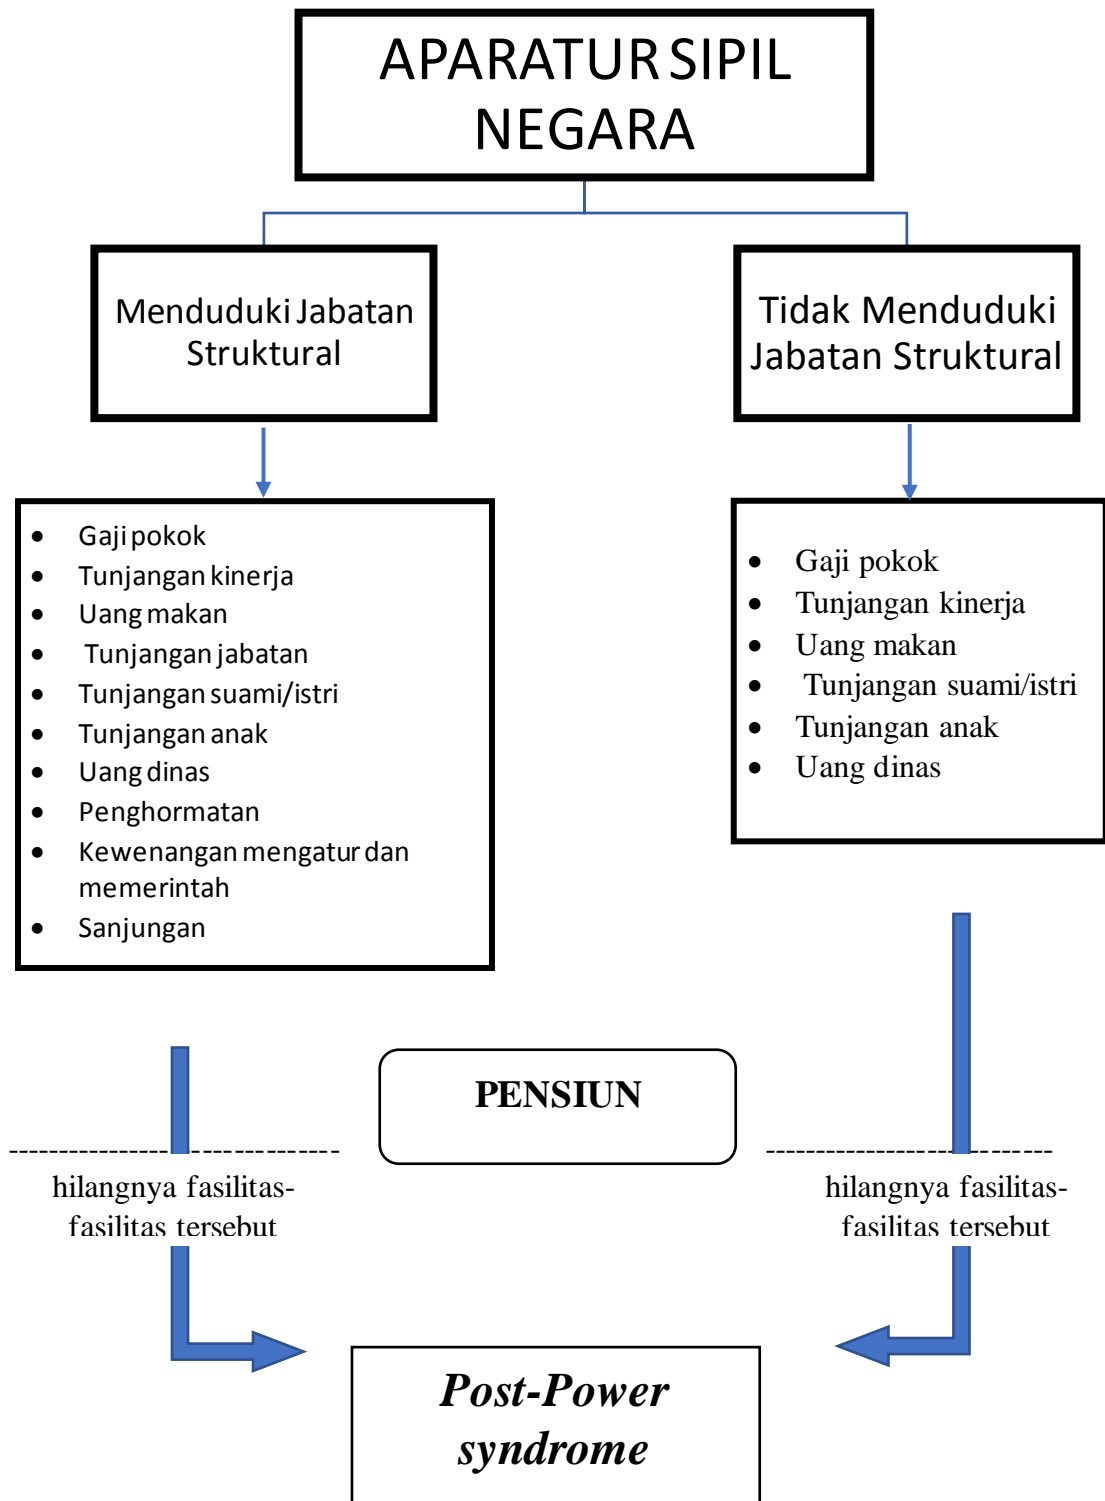 APARATUR SIPIL
NEGARA
Menduduki Jabatan
Struktural
Tidak Menduduki
Jabatan Struktural
• Gaji pokok
• Tunjangan kinerja
• Uang makan
• Tunjangan jabatan
• Tunjangan suami/istri
• Tunjangan anak
• Uang dinas
• Penghormatan
• Kewenangan mengatur dan
memerintah
• Sanjungan
• Gaji pokok
• Tunjangan kinerja
• Uang makan
• Tunjangan suami/istri
• Tunjangan anak
• Uang dinas
PENSIUN
hilangnya fasilitas-
fasilitas tersebut
hilangnya fasilitas-
fasilitas tersebut
Post-Power
syndrome